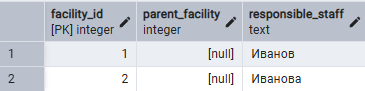 facility_id parent_facility responsible_staff
[PK] integer integer text
1 1 [null] Иванов
2 2 [null] Иванова